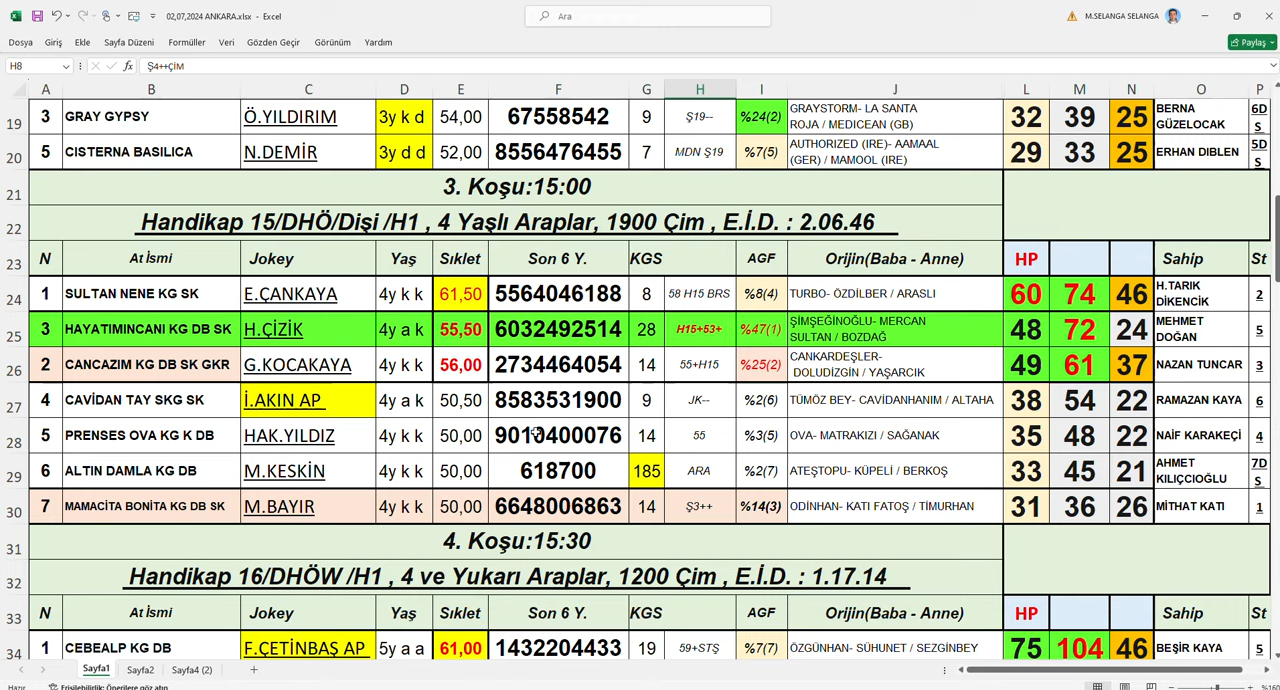 02,07,2024 ANKARA.xlsx - Excel
Ara
M.SELANGA SELANGA
Dosya Giriş Ekle Sayfa Düzeni Formüller Veri Gözden Geçir Görünüm Yardım
Paylaş
H8 fx Ş4++ÇİM
A B C D E F G H I J L M N O P
19 3 GRAY GYPSY Ö.YILDIRIM 3y k d 54,00 67558542 9 Ş19-- %24(2) GRAYSTORM- LA SANTA ROJA / MEDICEAN (GB) 32 39 25 BERNA GÜZELOCAK 6D S
20 5 CISTERNA BASILICA N.DEMİR 3y d d 52,00 8556476455 7 MDN Ş19 %7(5) AUTHORIZED (IRE)- AAMAAL (GER) / MAMOOL (IRE) 29 33 25 ERHAN DIBLEN 5D S
21 3. Koşu:15:00
22 Handikap 15/DHÖ/Dişi /H1 , 4 Yaşlı Araplar, 1900 Çim , E.İ.D. : 2.06.46
23 N At İsmi Jokey Yaş Sıklet Son 6 Y. KGS AGF Orijin(Baba - Anne) HP Sahip St
24 1 SULTAN NENE KG SK E.ÇANKAYA 4y k k 61,50 5564046188 8 58 H15 BRS %8(4) TURBO- ÖZDİLBER / ARASLI 60 74 46 H.TARIK DİKENCİK 2
25 3 HAYATIMINCANI KG DB SK H.ÇİZİK 4y a k 55,50 6032492514 28 H15+53+ %47(1) ŞİMŞEĞİNOĞLU- MERCAN SULTAN / BOZDAĞ 48 72 24 MEHMET DOĞAN 5
26 2 CANCAZIM KG DB SK GKR G.KOCAKAYA 4y k k 56,00 2734464054 14 55+H15 %25(2) CANKARDEŞLER- DOLUDİZGİN / YAŞARCIK 49 61 37 NAZAN TUNCAR 3
27 4 CAVİDAN TAY SKG SK İ.AKIN AP 4y a k 50,50 8583531900 9 JK-- %2(6) TÜMÖZ BEY- CAVİDANHANIM / ALTAHA 38 54 22 RAMAZAN KAYA 6
28 5 PRENSES OVA KG K DB HAK.YILDIZ 4y k k 50,00 9010400076 14 55 %3(5) OVA- MATRAKIZI / SAĞANAK 35 48 22 NAİF KARAKEÇİ 4
29 6 ALTIN DAMLA KG DB M.KESKİN 4y k k 50,00 618700 185 ARA %2(7) ATEŞTOPU- KÜPELİ / BERKOŞ 33 45 21 AHMET KILIÇCIOĞLU 7D S
30 7 MAMACİTA BONİTA KG DB SK M.BAYIR 4y k k 50,00 6648006863 14 Ş3++ %14(3) ODİNHAN- KATI FATOŞ / TİMURHAN 31 36 26 MİTHAT KATI 1
31 4. Koşu:15:30
32 Handikap 16/DHÖW /H1 , 4 ve Yukarı Araplar, 1200 Çim , E.İ.D. : 1.17.14
33 N At İsmi Jokey Yaş Sıklet Son 6 Y. KGS AGF Orijin(Baba - Anne) HP Sahip St
34 1 CEBEALP KG DB F.ÇETİNBAŞ AP 5y a a 61,00 1432204433 19 59+STŞ %7(7) ÖZGÜNHAN- SÜHUNET / SEZGİNBEY 75 104 46 BEŞİR KAYA 5
Sayfa1 Sayfa2 Sayfa4 (2) +
Hazır Erişilebilirlik: Önerilere göz atın %160